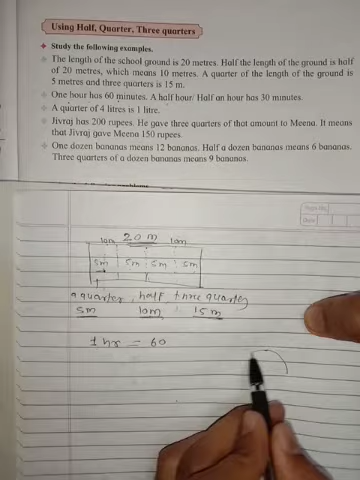 Using Half, Quarter, Three quarters
Study the following examples.
The length of the school ground is 20 metres. Half the length of the ground is half
of 20 metres, which means 10 metres. A quarter of the length of the ground is
5 metres and three quarters is 15 m.
One hour has 60 minutes. A half hour/ Half an hour has 30 minutes.
A quarter of 4 litres is 1 litre.
Jivraj has 200 rupees. He gave three quarters of that amount to Meena. It means
that Jivraj gave Meena 150 rupees.
One dozen bananas means 12 bananas. Half a dozen bananas means 6 bananas.
Three quarters of a dozen bananas means 9 bananas.
10m 20 m 10m
5m 5m 5m 5m
a quarter, half, three quarter
5m 10m 15 m
1 hr = 60